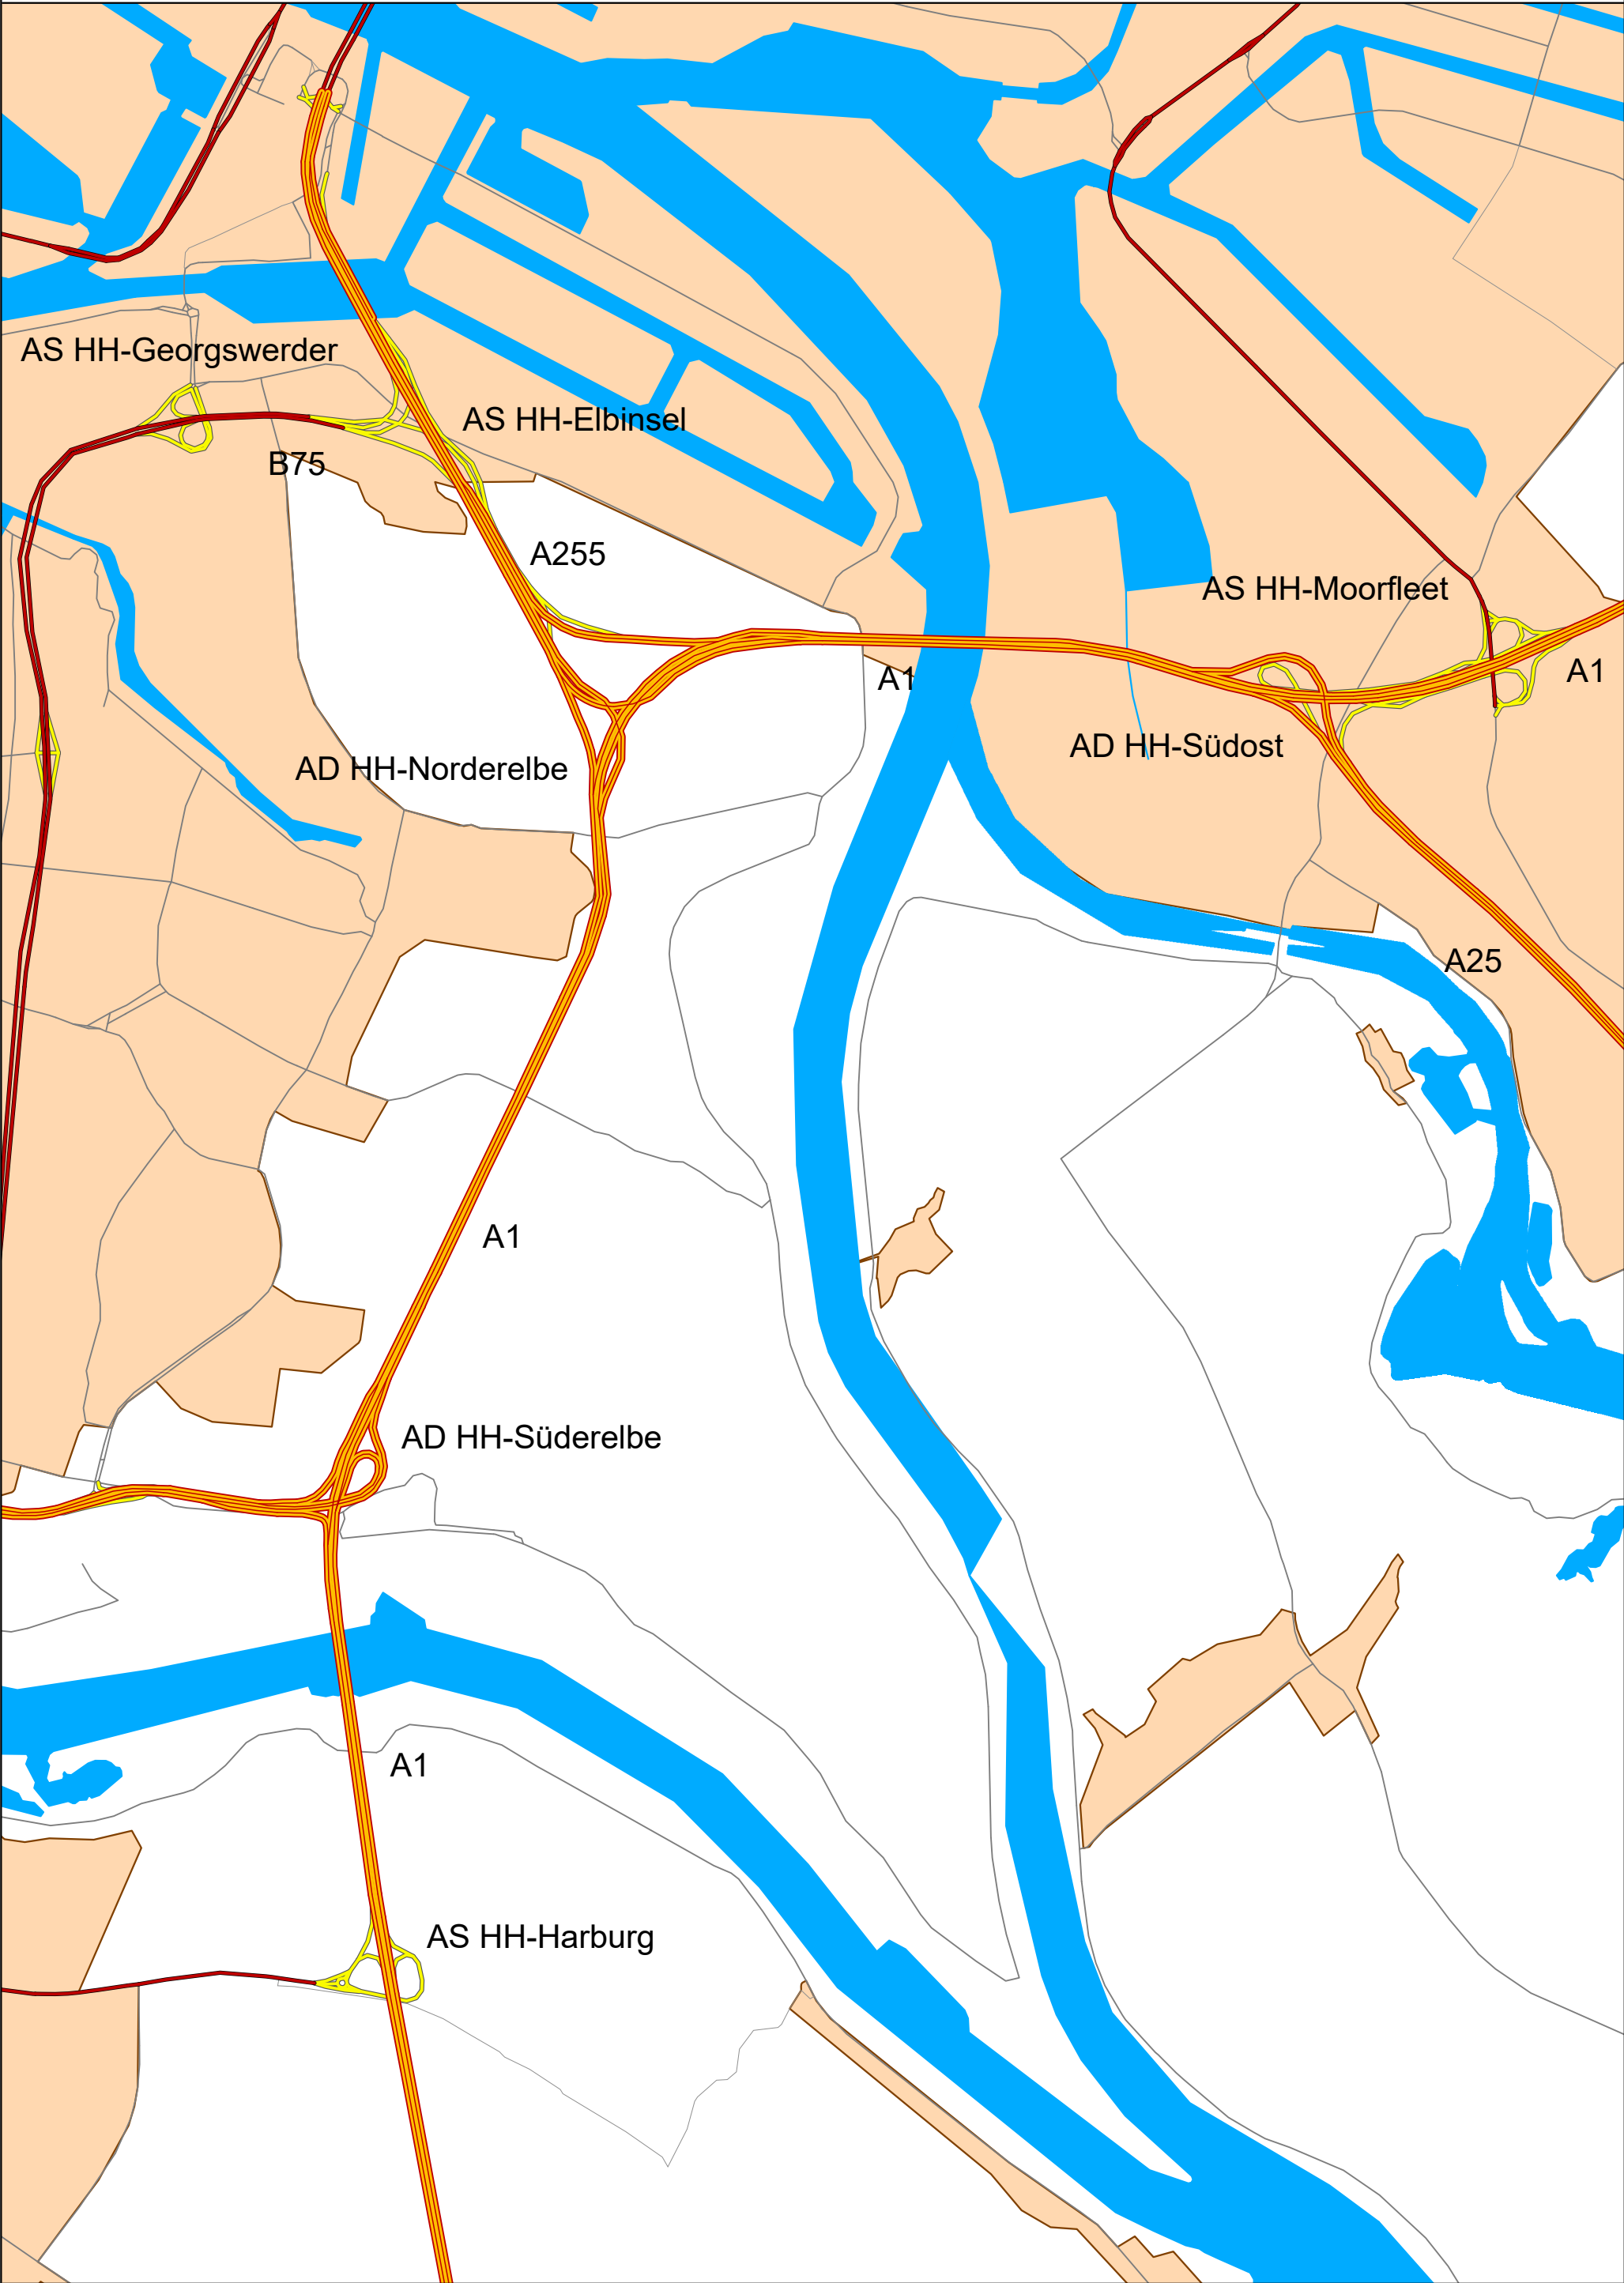 AS HH-Georgswerder
AS HH-Elbinsel
B75
A255
AS HH-Moorfleet
A1
A1
AD HH-Südost
AD HH-Norderelbe
A25
A1
AD HH-Süderelbe
A1
AS HH-Harburg